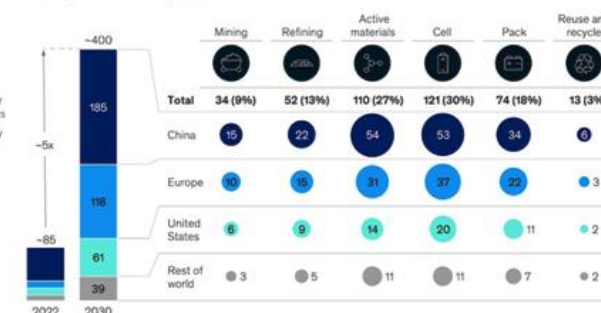 Active
Reuse an
Mining
Refining
materials
Cell
Pack
recycle
~400
Total 34 (9%) 52 (13%) 110 (27%) 121 (30%) 74 (18%) 13 (3%
185
China 15 22 54 53 34 6
~5x
Europe 10 15 31 37 22 3
118
United
States 6 9 14 20 11 2
~85
61
Rest of
world 3 5 11 11 7 2
39
2022 2030